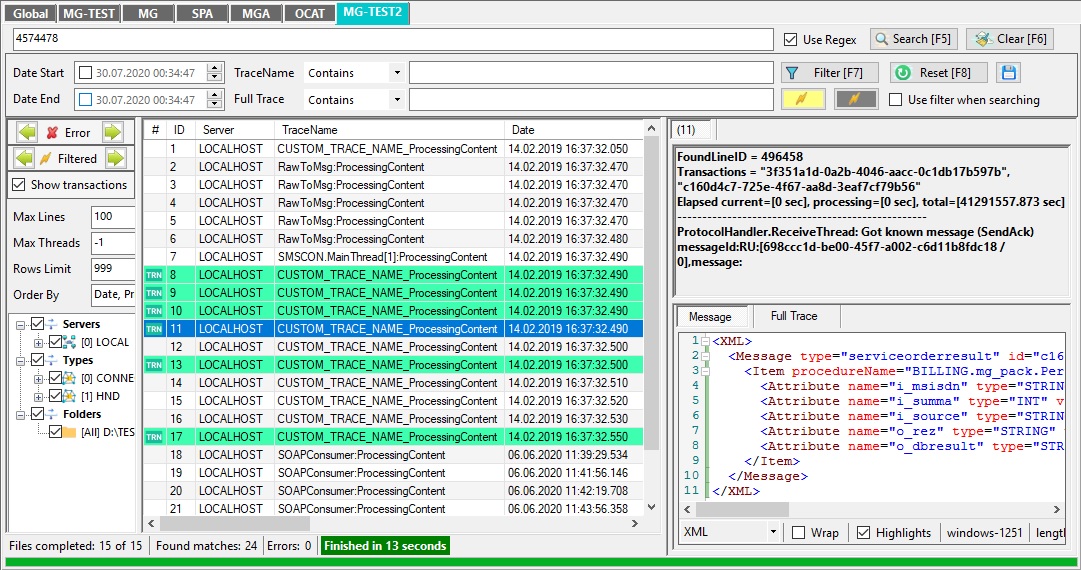 Global MG-TEST MG SPA MGA OCAT MG-TEST2
4574478 Use Regex Search [F5] Clear [F6]
Date Start 30.07.2020 00:34:47 TraceName Contains Filter [F7] Reset [F8]
Date End 30.07.2020 00:34:47 Full Trace Contains Use filter when searching
Error
Filtered
Show transactions
Max Lines 100
Max Threads -1
Rows Limit 999
Order By Date, Pr
Servers
[0] LOCAL
Types
[0] CONNE
[1] HND
Folders
[All] D:\TES
# ID Server TraceName Date
1 LOCALHOST CUSTOM_TRACE_NAME_ProcessingContent 14.02.2019 16:37:32.050
2 LOCALHOST RawToMsg:ProcessingContent 14.02.2019 16:37:32.470
3 LOCALHOST RawToMsg:ProcessingContent 14.02.2019 16:37:32.470
4 LOCALHOST RawToMsg:ProcessingContent 14.02.2019 16:37:32.470
5 LOCALHOST RawToMsg:ProcessingContent 14.02.2019 16:37:32.470
6 LOCALHOST RawToMsg:ProcessingContent 14.02.2019 16:37:32.480
7 LOCALHOST SMSCON.MainThread[1]:ProcessingContent 14.02.2019 16:37:32.490
TRN 8 LOCALHOST CUSTOM_TRACE_NAME_ProcessingContent 14.02.2019 16:37:32.490
TRN 9 LOCALHOST CUSTOM_TRACE_NAME_ProcessingContent 14.02.2019 16:37:32.490
TRN 10 LOCALHOST CUSTOM_TRACE_NAME_ProcessingContent 14.02.2019 16:37:32.490
TRN 11 LOCALHOST CUSTOM_TRACE_NAME_ProcessingContent 14.02.2019 16:37:32.490
12 LOCALHOST CUSTOM_TRACE_NAME_ProcessingContent 14.02.2019 16:37:32.500
TRN 13 LOCALHOST CUSTOM_TRACE_NAME_ProcessingContent 14.02.2019 16:37:32.500
14 LOCALHOST CUSTOM_TRACE_NAME_ProcessingContent 14.02.2019 16:37:32.510
15 LOCALHOST CUSTOM_TRACE_NAME_ProcessingContent 14.02.2019 16:37:32.520
16 LOCALHOST CUSTOM_TRACE_NAME_ProcessingContent 14.02.2019 16:37:32.530
TRN 17 LOCALHOST CUSTOM_TRACE_NAME_ProcessingContent 14.02.2019 16:37:32.550
18 LOCALHOST SOAPConsumer:ProcessingContent 06.06.2020 11:39:29.534
19 LOCALHOST SOAPConsumer:ProcessingContent 06.06.2020 11:41:56.146
20 LOCALHOST SOAPConsumer:ProcessingContent 06.06.2020 11:42:19.708
21 LOCALHOST SOAPConsumer:ProcessingContent 06.06.2020 11:43:56.358
(11)
FoundLineID = 496458
Transactions = "3f351a1d-0a2b-4046-aacc-0c1db17b597b",
"c160d4c7-725e-4f67-aa8d-3eaf7cf79b56"
Elapsed current=[0 sec], processing=[0 sec], total=[41291557.873 sec]
--------------------------------------------------
ProtocolHandler.ReceiveThread: Got known message (SendAck)
messageId:RU:[698ccc1d-be00-45f7-a002-c6d11b8fdc18 /
0],message:
Message Full Trace
1 <XML>
2 <Message type="serviceorderresult" id="c16
3 <Item procedureName="BILLING.mg_pack.Per
4 <Attribute name="i_msisdn" type="STRIN
5 <Attribute name="i_summa" type="INT" v
6 <Attribute name="i_source" type="STRIN
7 <Attribute name="o_rez" type="STRING"
8 <Attribute name="o_dbresult" type="STR
9 </Item>
10 </Message>
11 </XML>
XML Wrap Highlights windows-1251 length
Files completed: 15 of 15 Found matches: 24 Errors: 0 Finished in 13 seconds